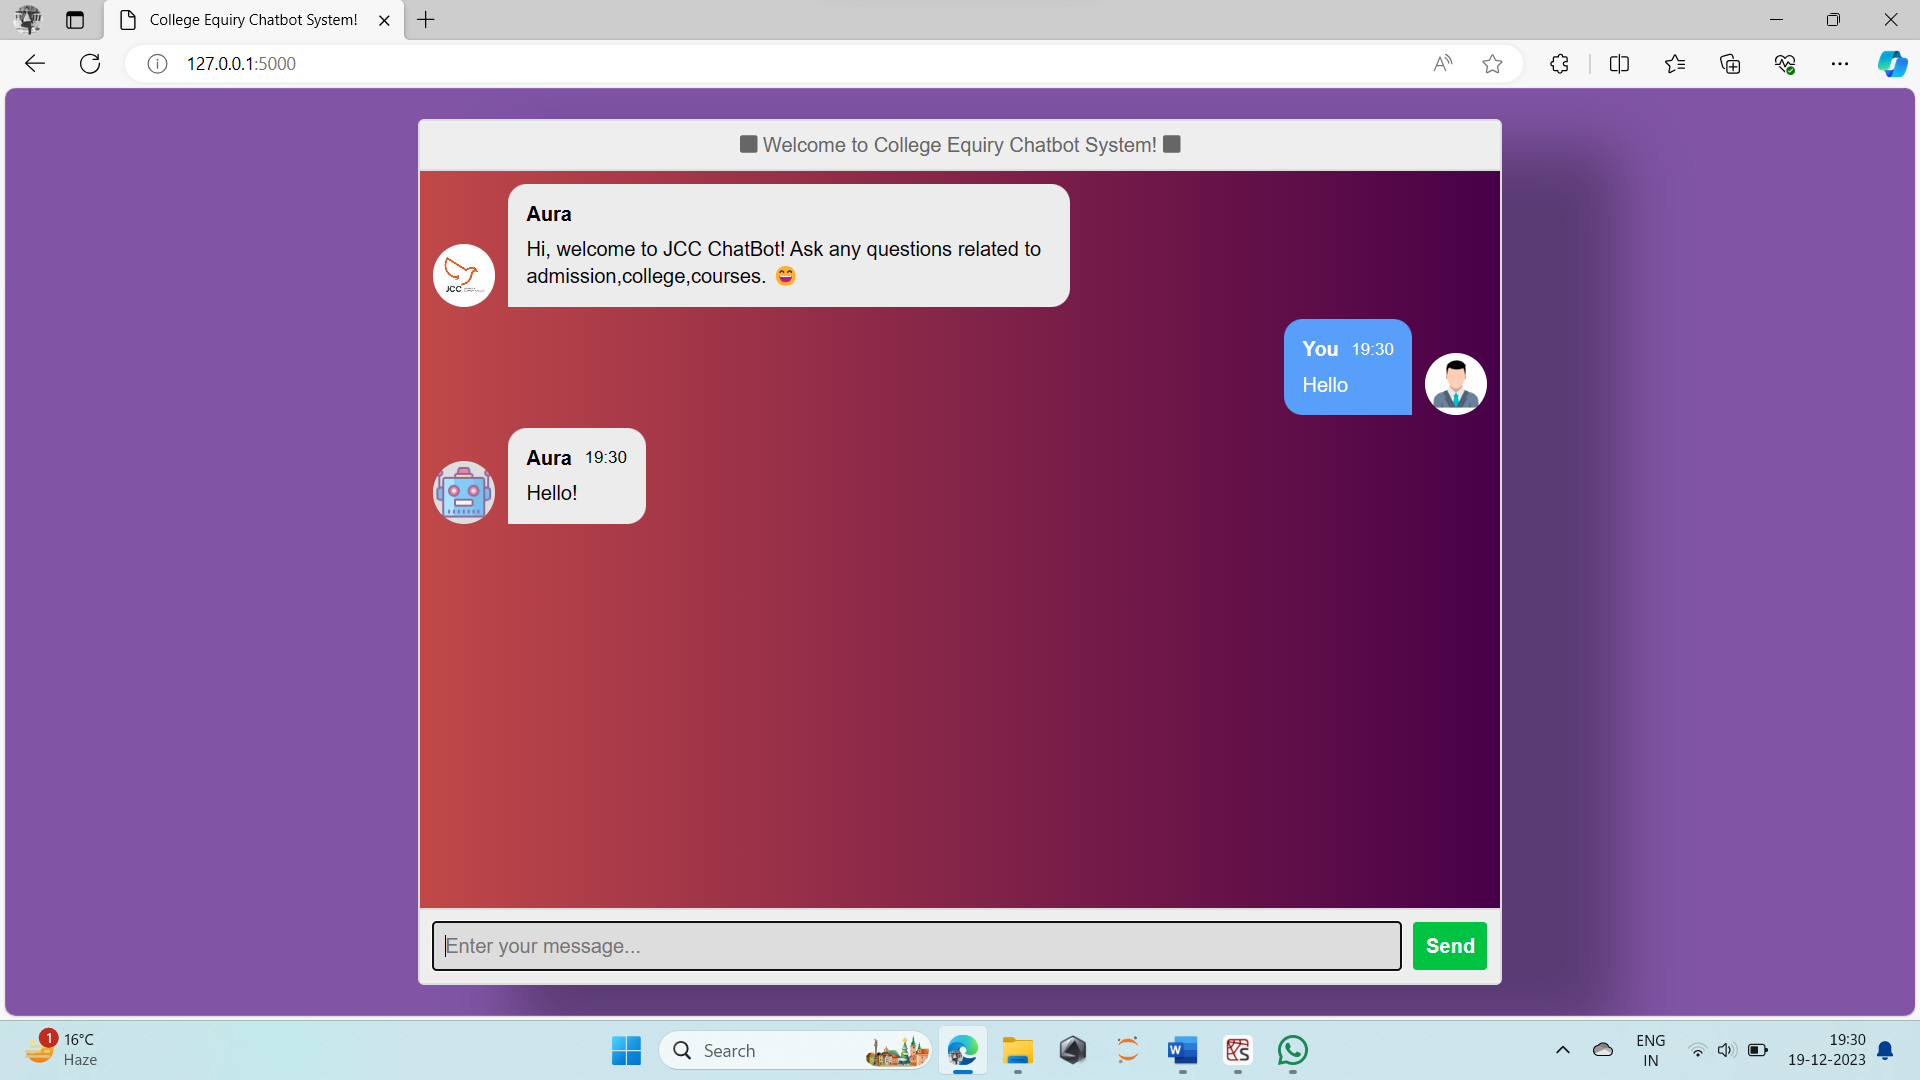 College Equiry Chatbot System!
127.0.0.1:5000
Welcome to College Equiry Chatbot System!
Aura
Hi, welcome to JCC ChatBot! Ask any questions related to
admission,college,courses. 😄
JCC
You 19:30
Hello
Aura 19:30
Hello!
Enter your message...
Send
1
16°C
Haze
Search
ENG
IN
19:30
19-12-2023